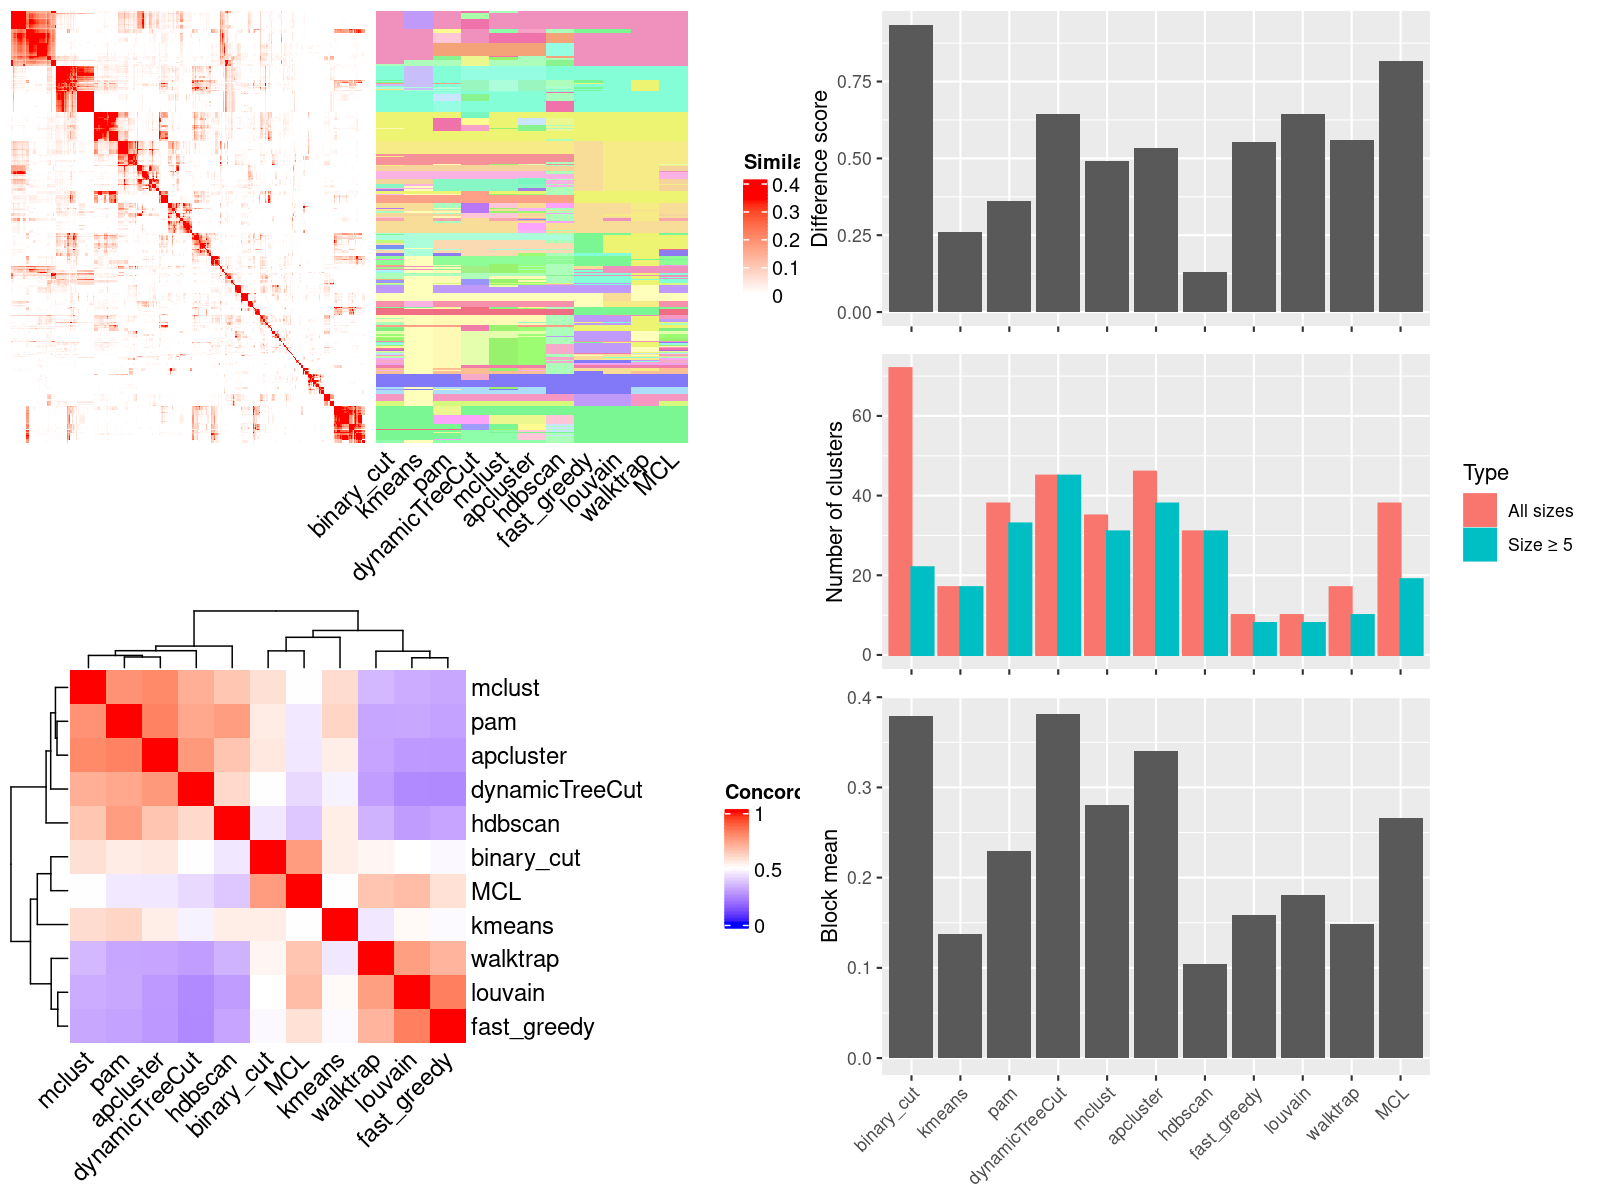 Simila
0.4
0.3
0.2
0.1
0
binary_cut
kmeans
pam
dynamicTreeCut
mclust
apcluster
hdbscan
fast_greedy
louvain
walktrap
MCL
Difference score
0.75
0.50
0.25
0.00
Number of clusters
60
40
20
0
Type
All sizes
Size ≥ 5
mclust
pam
apcluster
dynamicTreeCut
hdbscan
binary_cut
MCL
kmeans
walktrap
louvain
fast_greedy
mclust
pam
apcluster
dynamicTreeCut
hdbscan
binary_cut
MCL
kmeans
walktrap
louvain
fast_greedy
Concord
1
0.5
0
Block mean
0.4
0.3
0.2
0.1
0.0
binary_cut
kmeans
pam
dynamicTreeCut
mclust
apcluster
hdbscan
fast_greedy
louvain
walktrap
MCL